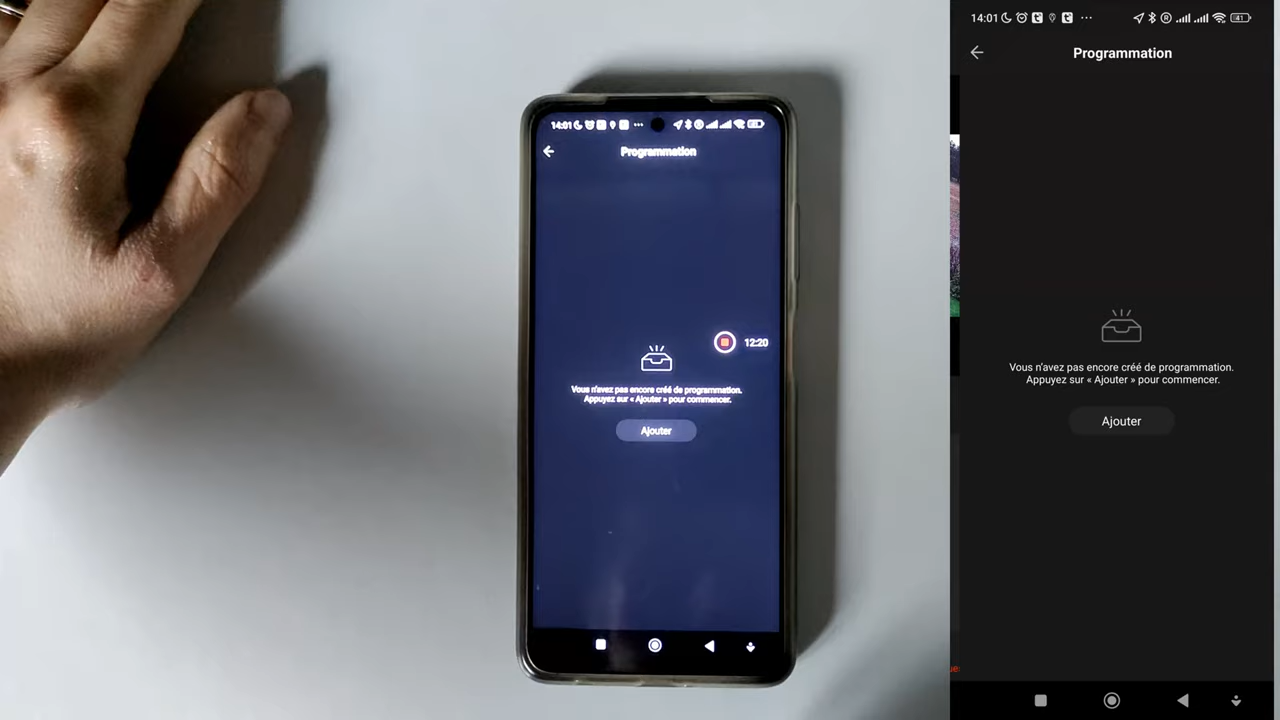 14:01
Programmation
12:20
Vous n'avez pas encore créé de programmation.
Appuyez sur « Ajouter » pour commencer.
Ajouter
14:01
41
Programmation
Vous n'avez pas encore créé de programmation.
Appuyez sur « Ajouter » pour commencer.
Ajouter